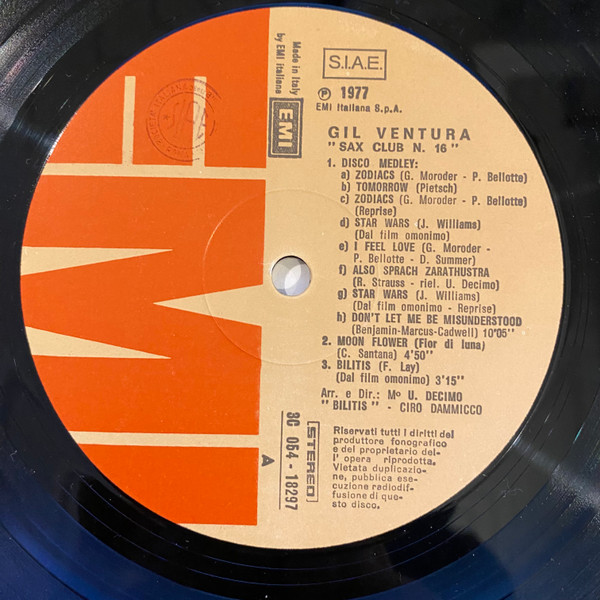 Made in Italy
by EMI Italiana
EMI
S.I.A.E.
℗ 1977
EMI Italiana S.p.A.
GIL VENTURA
"SAX CLUB N. 16"
1. DISCO MEDLEY:
a) ZODIACS (G. Moroder - P. Bellotte)
b) TOMORROW (Pietsch)
c) ZODIACS (G. Moroder - P. Bellotte)
(Reprise)
d) STAR WARS (J. Williams)
(Dal film omonimo)
e) I FEEL LOVE (G. Moroder -
P. Bellotte - D. Summer)
f) ALSO SPRACH ZARATHUSTRA
(R. Strauss - riel. U. Decimo)
g) STAR WARS (J. Williams)
(Dal film omonimo - Reprise)
h) DON'T LET ME BE MISUNDERSTOOD
(Benjamin-Marcus-Cadwell) 10'05"
2. MOON FLOWER (Fior di luna)
(C. Santana) 4'50"
3. BILITIS (F. Lay)
(Dal film omonimo) 3'15"
Arr. e Dir.: Mº U. DECIMO
"BILITIS" - CIRO DAMMICCO
Riservati tutti i diritti del
produttore fonografico
e del proprietario del-
l'opera riprodotta.
Vietata duplicazio-
ne, pubblica ese-
cuzione radiodif-
fusione di que-
sto disco.
STEREO
3C 054 - 18297
A
EMI